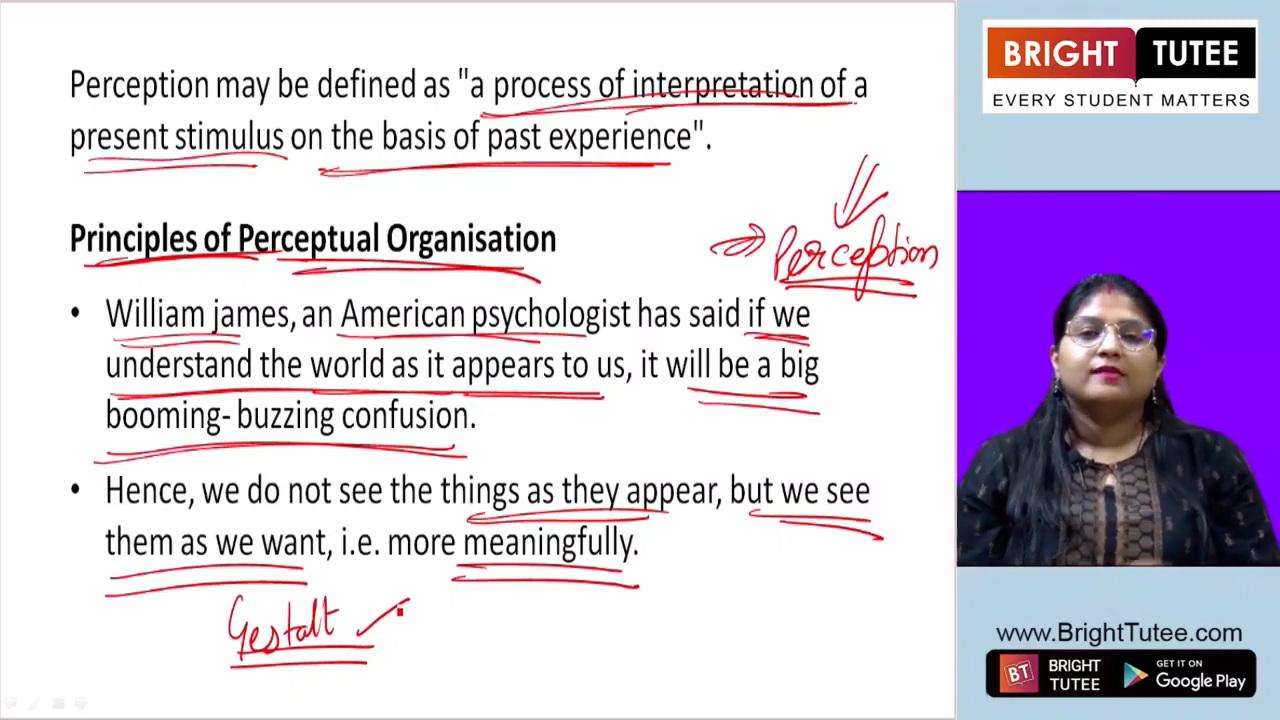 Perception may be defined as "a process of interpretation of a
present stimulus on the basis of past experience".
Principles of Perceptual Organisation
Perception
• William james, an American psychologist has said if we
understand the world as it appears to us, it will be a big
booming- buzzing confusion.
• Hence, we do not see the things as they appear, but we see
them as we want, i.e. more meaningfully.
Gestalt
BRIGHT TUTEE
EVERY STUDENT MATTERS
www.BrightTutee.com
BT BRIGHT TUTEE
GET IT ON
Google Play